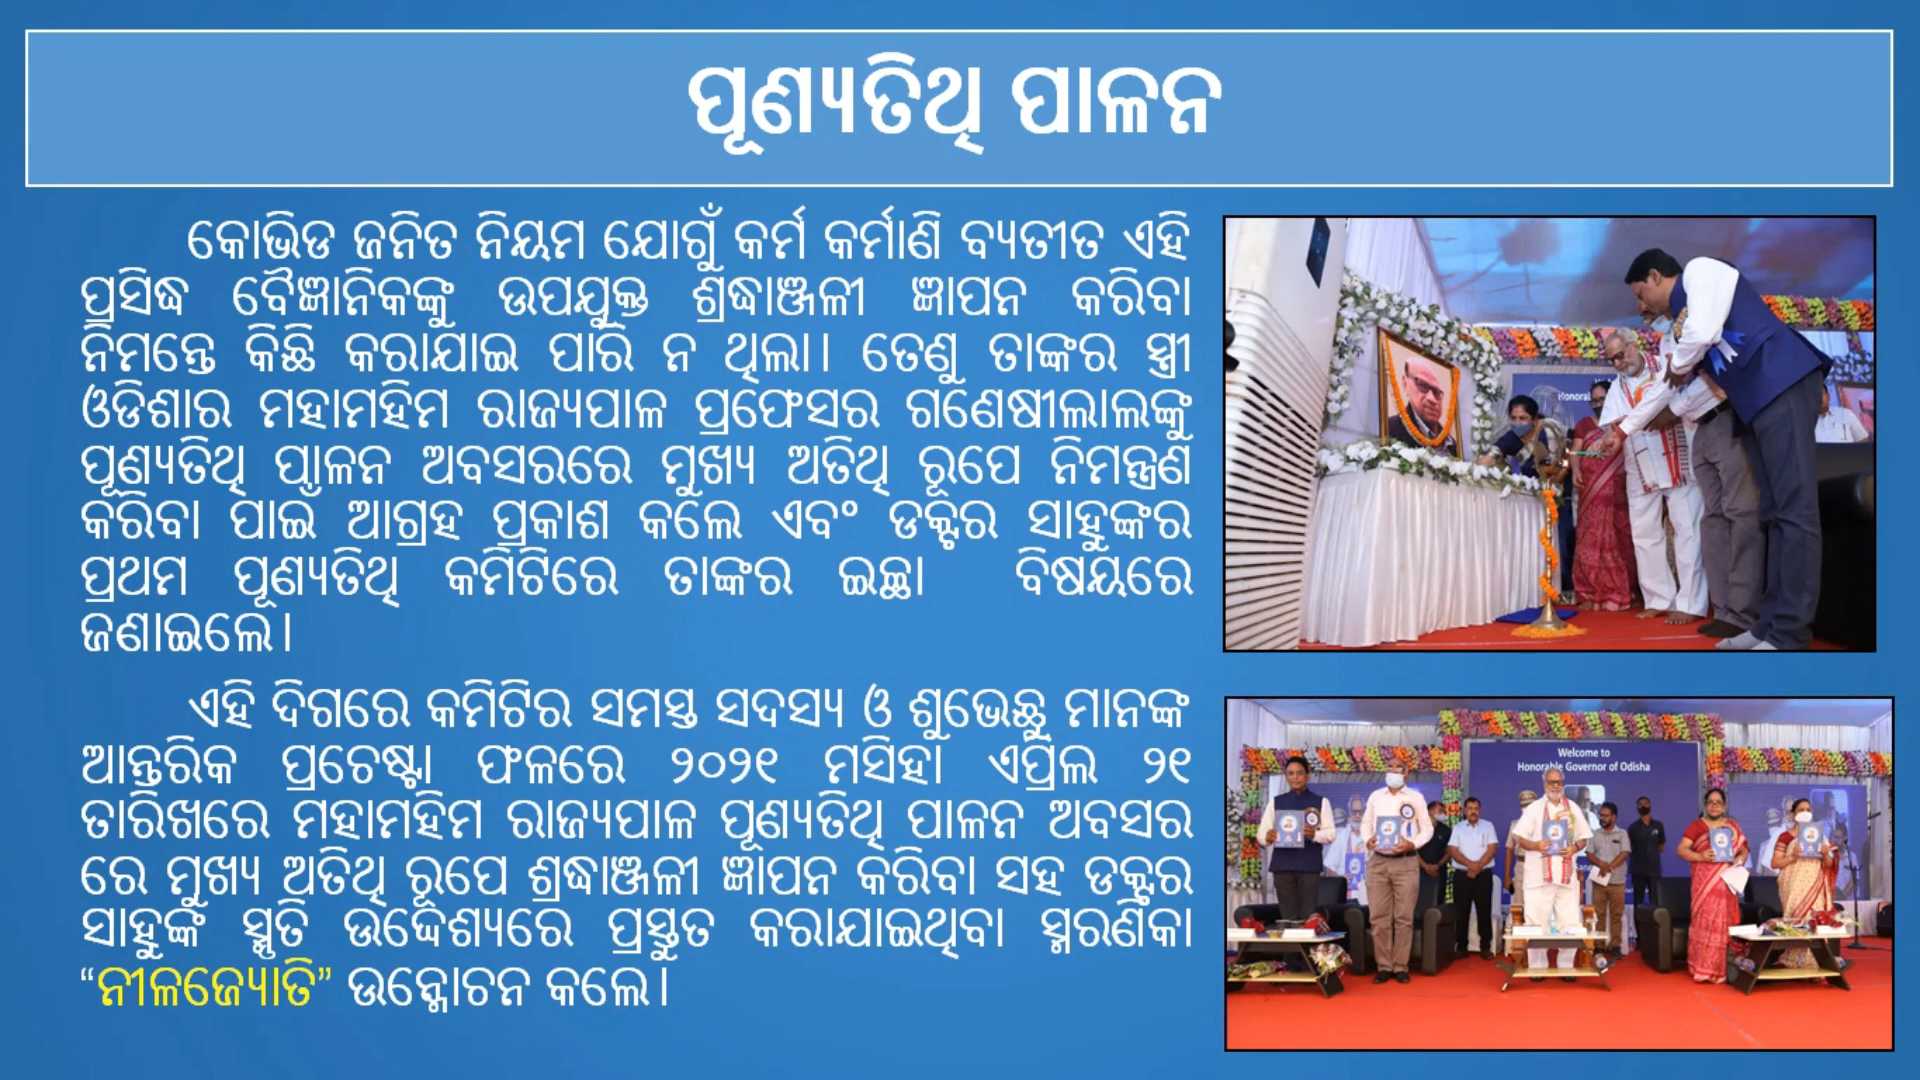 ପୂଣ୍ୟତିଥି ପାଳନ
କୋଭିଡ ଜନିତ ନିୟମ ଯୋଗୁଁ କର୍ମ କର୍ମାଣି ବ୍ୟତୀତ ଏହି
ପ୍ରସିଦ୍ଧ ବୈଜ୍ଞାନିକଙ୍କୁ ଉପଯୁକ୍ତ ଶ୍ରଦ୍ଧାଞ୍ଜଳୀ ଜ୍ଞାପନ କରିବା
ନିମନ୍ତେ କିଛି କରାଯାଇ ପାରି ନ ଥିଲା। ତେଣୁ ତାଙ୍କର ସ୍ତ୍ରୀ
ଓଡିଶାର ମହାମହିମ ରାଜ୍ୟପାଳ ପ୍ରଫେସର ଗଣେଷୀଲାଲଙ୍କୁ
ପୂଣ୍ୟତିଥି ପାଳନ ଅବସରରେ ମୁଖ୍ୟ ଅତିଥି ରୂପେ ନିମନ୍ତ୍ରଣ
କରିବା ପାଇଁ ଆଗ୍ରହ ପ୍ରକାଶ କଲେ ଏବଂ ଡକ୍ଟର ସାହୁଙ୍କର
ପ୍ରଥମ ପୂଣ୍ୟତିଥି କମିଟିରେ ତାଙ୍କର ଇଚ୍ଛା ବିଷୟରେ
ଜଣାଇଲେ।
ଏହି ଦିଗରେ କମିଟିର ସମସ୍ତ ସଦସ୍ୟ ଓ ଶୁଭେଚ୍ଛୁ ମାନଙ୍କ
ଆନ୍ତରିକ ପ୍ରଚେଷ୍ଟା ଫଳରେ ୨୦୨୧ ମସିହା ଏପ୍ରିଲ ୨୧
ତାରିଖରେ ମହାମହିମ ରାଜ୍ୟପାଳ ପୂଣ୍ୟତିଥି ପାଳନ ଅବସର
ରେ ମୁଖ୍ୟ ଅତିଥି ରୂପେ ଶ୍ରଦ୍ଧାଞ୍ଜଳୀ ଜ୍ଞାପନ କରିବା ସହ ଡକ୍ଟର
ସାହୁଙ୍କ ସ୍ମୃତି ଉଦ୍ଦେଶ୍ୟରେ ପ୍ରସ୍ତୁତ କରାଯାଇଥିବା ସ୍ମରଣିକା
“ନୀଳଜ୍ୟୋତି” ଉନ୍ମୋଚନ କଲେ।
Welcome to
Honorable Governor of Odisha